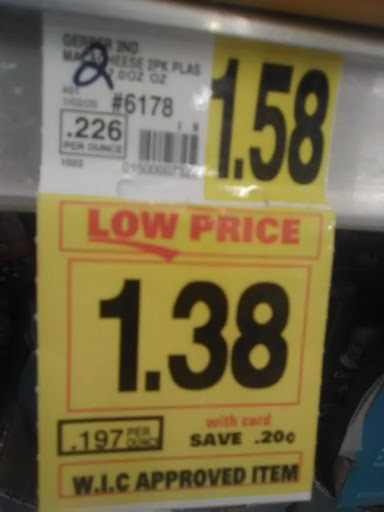 GERBER 2ND
MAC CHEESE 2PK PLAS
2
OZ OZ
#6178
1.58
.226
PER OUNCE
LOW PRICE
1.38
.197 PER OUNCE
with card
SAVE .20¢
W.I.C APPROVED ITEM